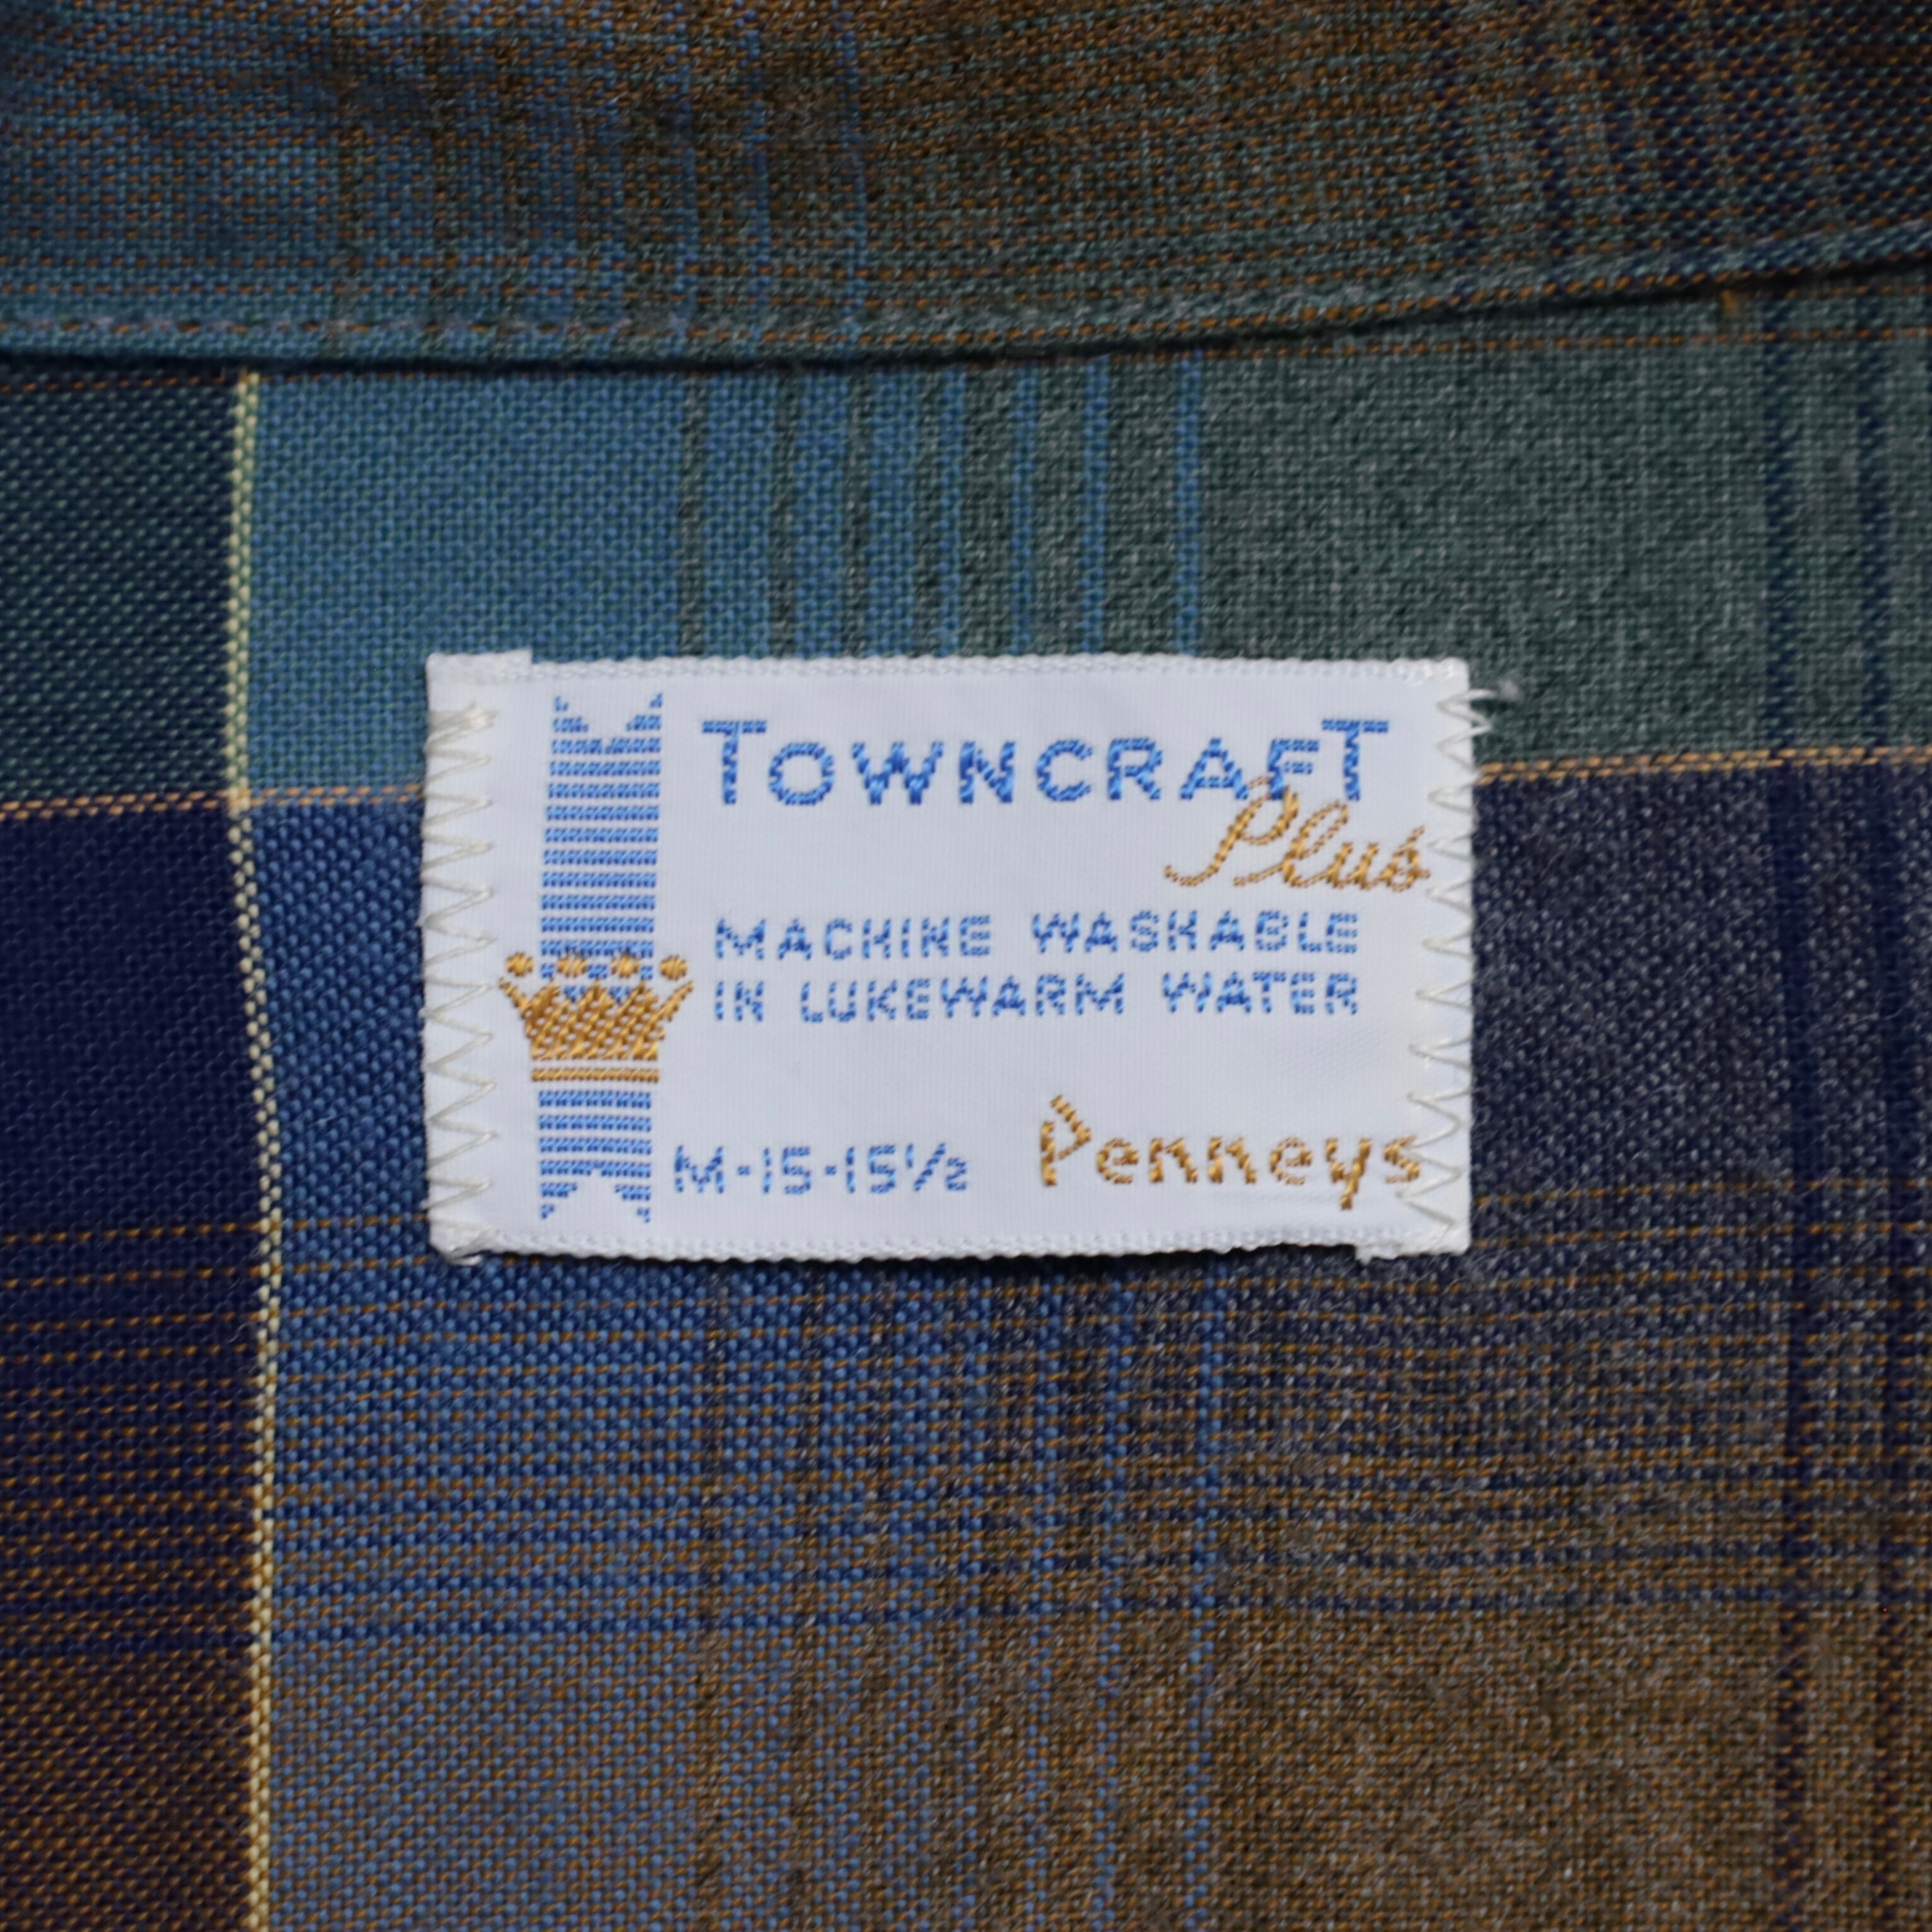 TOWNCRAFT
Plus
MACHINE WASHABLE
IN LUKEWARM WATER
M-15-15½
Penneys